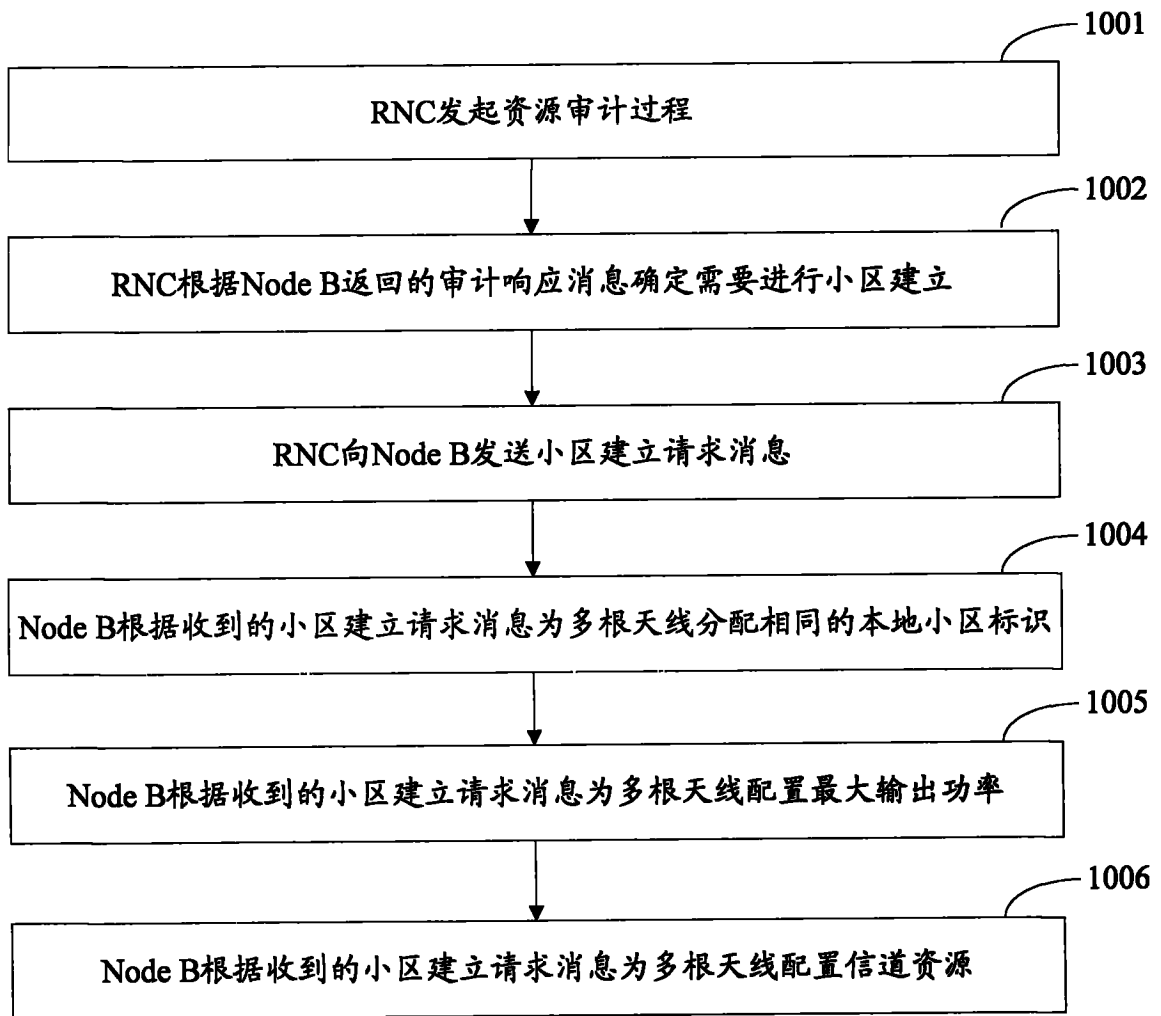 1001
RNC发起资源审计过程
1002
RNC根据Node B返回的审计响应消息确定需要进行小区建立
1003
RNC向Node B发送小区建立请求消息
1004
Node B根据收到的小区建立请求消息为多根天线分配相同的本地小区标识
1005
Node B根据收到的小区建立请求消息为多根天线配置最大输出功率
1006
Node B根据收到的小区建立请求消息为多根天线配置信道资源